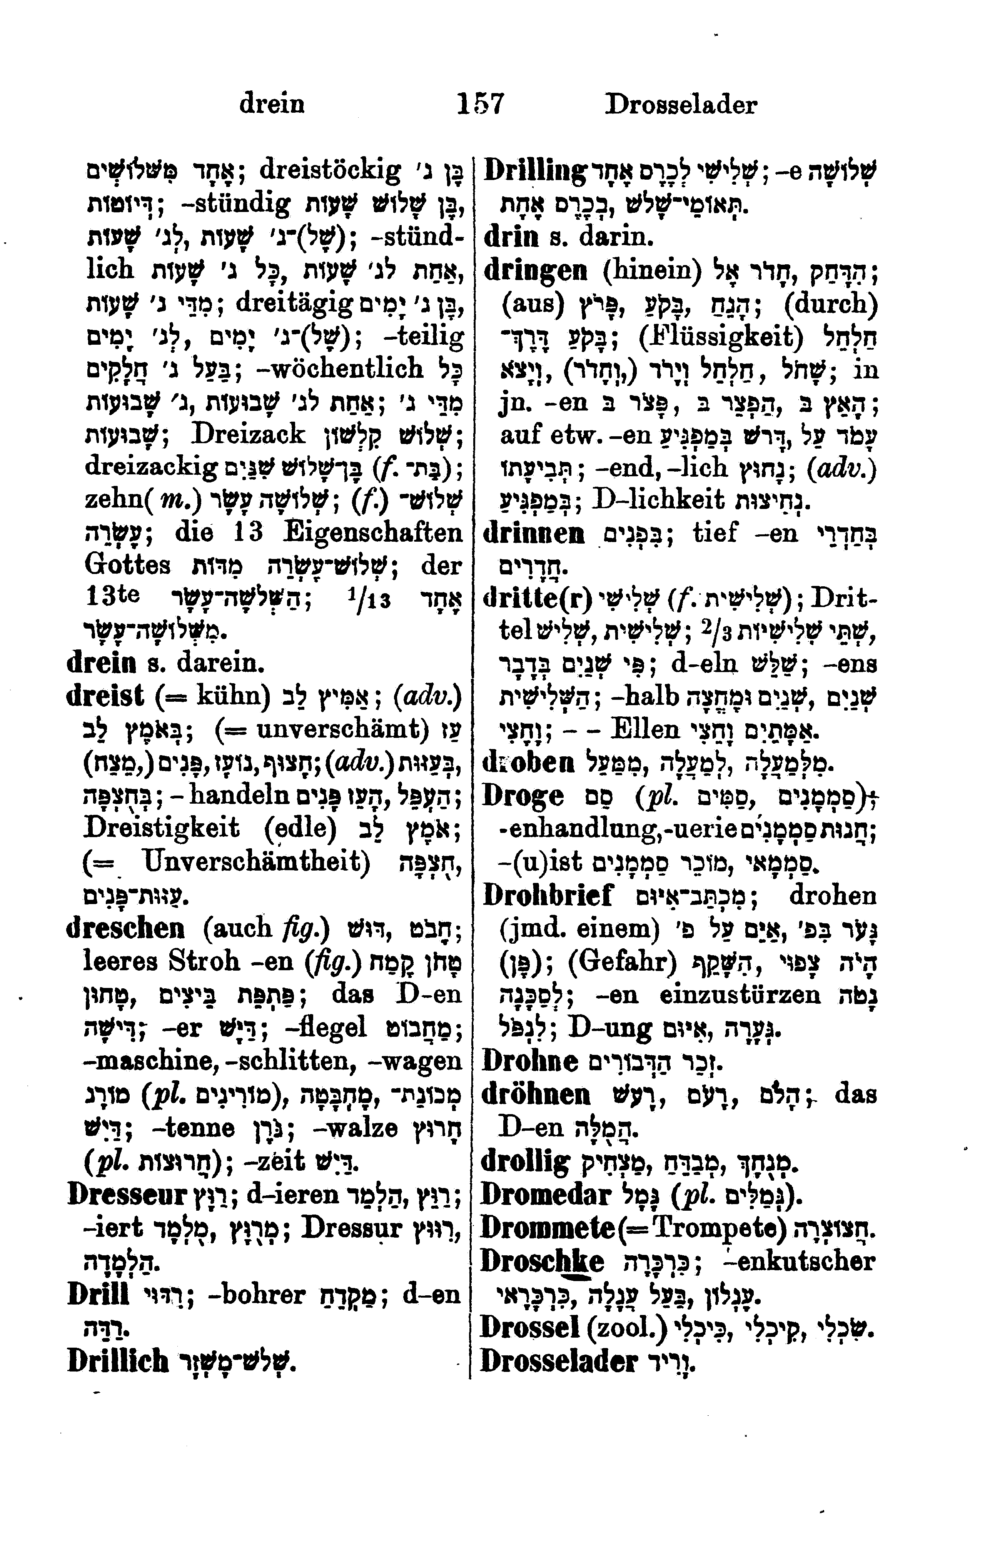 drein 157 Drosselader
אֶחָד מִשְּׁלוֹשִׁים; dreistöckig בֶּן ג'
דְּיוֹטוֹת; -stündig בֶּן שְׁלוֹשׁ שָׁעוֹת,
(שֶׁל)-ג' שָׁעוֹת, לְג' שָׁעוֹת; -stünd-
lich אַחַת לג' שָׁעוֹת, כָּל ג' שָׁעוֹת,
מִדֵּי ג' שָׁעוֹת; dreitägig בֶּן ג' יָמִים,
(שֶׁל)-ג' יָמִים, לְג' יָמִים; -teilig
בַּעַל ג' חֲלָקִים; -wöchentlich כָּל
ג' שָׁבוּעוֹת, אַחַת לג' שָׁבוּעוֹת, מִדֵּי ג'
שָׁבוּעוֹת; Dreizack שְׁלוֹשׁ קִלְּשׁוֹן;
dreizackig בֶּן-שְׁלוֹשׁ שִׁנַּיִם (f. בַּת-);
zehn (m.) שְׁלוֹשָׁה עָשָׂר; (f.) שְׁלוֹשׁ-
עֶשְׂרֵה; die 13 Eigenschaften
Gottes שְׁלוֹשׁ-עֶשְׂרֵה מִדּוֹת; der
13te הַשְּׁלֹשָׁה-עָשָׂר; 1/13 אֶחָד
מִשְּׁלוֹשָׁה-עָשָׂר.
drein s. darein.
dreist (= kühn) אַמִּיץ לֵב; (adv.)
בְּאֹמֶץ לֵב; (= unverschämt) עַז
(מֵצַח,) פָּנִים, נוֹעָז, חָצוּף; (adv.) בְּעַזּוּת,
בְּחֻצְפָּה; - handeln הֵעֵז פָּנִים, הֶעְפֵּל;
Dreistigkeit (edle) אֹמֶץ לֵב;
(= Unverschämtheit) חֻצְפָּה,
עַזּוּת-פָּנִים.
dreschen (auch fig.) חָבֹט, דּוּשׁ;
leeres Stroh -en (fig.) טָחֹן קֶמַח
טָחוּן, פַּתְפֵּת בֵּיצִים; das D-en
דִּישָׁה; -er דַּיָּשׁ; -flegel מַחֲבוֹט;
-maschine, -schlitten, -wagen
מוֹרַג (pl. מוֹרִיגִים), מַחְבֵּטָה, מְכוֹנַת-
דַּיִשׁ; -tenne גֹּרֶן; -walze חָרוּץ
(pl. חֲרוּצוֹת); -zeit דַּיִשׁ.
Dresseur רַיָּץ; d-ieren רַיֵּץ, הַלְמֵד;
-iert מְרֻיָּץ, מְלֻמָּד; Dressur רִוּוּץ,
הַלְמָדָה.
Drill רִדּוּי; -bohrer מַקְדֵּחַ; d-en
רַדֵּה.
Drillich שְׁלֹשׁ-מָשְׁזָר.
Drilling שְׁלִישִׁי לְכֶרֶם אֶחָד; -e שְׁלוֹשָׁה
תְּאוֹמֵי-שָׁלֹשׁ, בְּכֶרֶם אֶחָת.
drin s. darin.
dringen (hinein) הִדָּחֵק, חֲדֹר אֶל;
(aus) פָּרֹץ, בָּקֹעַ, הָנַח; (durch)
בָּקֹעַ דֶּרֶךְ-; (Flüssigkeit) חַלְחֵל
(וְחָדֹר), וְיָצֹא, חַלְחֵל וְיָרֹד, שָׁחֹל; in
jn. -en פָּצֹר ב, הַפְצֵר ב, הָאֵץ ב;
auf etw. -en עָמֹד עַל, דָּרֹשׁ בְּמַפְגִּיעַ
תְּבִיעָתוֹ; -end, -lich נָחוּץ; (adv.)
בְּמַפְגִּיעַ; D-lichkeit נְחִיצוּת.
drinnen בִּפְנִים; tief -en בְּחַדְרֵי
חֲדָרִים.
dritte(r) שְׁלִישִׁי (f. שְׁלִישִׁית); Drit-
tel שְׁלִישׁ, שְׁלִישִׁית; 2/3 שְׁתֵּי שְׁלִישִׁיּוֹת,
פִּי שְׁנַיִם בְּדָבָר; d-eln שַׁלֵּשׁ; -ens
הַשְּׁלִישִׁית; -halb שְׁנַיִם וּמֶחֱצָה, שְׁנַיִם
וָחֵצִי; - - Ellen אַמָּתַיִם וָחֵצִי.
droben מִמַּעַל, לְמַעְלָה, מִלְמַעְלָה.
Droge סַם (pl. סַמִּים, סַמְמָנִים);
-enhandlung, -uerie חֲנוּת סַמְמָנִים;
-(u)ist סַמְמָאי, מוֹכֵר סַמְמָנִים.
Drohbrief מִכְתַּב-אִיּוּם; drohen
(jmd. einem) גָּעֹר בפ', אַיֵּם עַל פ'
(פֶּן); (Gefahr) הָיֹה צָפוּי, הִשָּׁקֵף
לְסַכָּנָה; -en einzustürzen נָטֹה
לִנְפֹּל; D-ung אִיּוּם, גְּעָרָה.
Drohne זְכַר הַדְּבוֹרִים.
dröhnen הָלֹם, רָעֹם, רָעֹשׁ; das
D-en הֲמֻלָּה.
drollig מְגֻחָךְ, מְבַדֵּחַ, מַצְחִיק.
Dromedar גָּמָל (pl. גְּמַלִּים).
Drommete (= Trompete) חֲצוֹצְרָה.
Droschke כִּרְכָּרָה; -enkutscher
עֶגְלוֹן, בַּעַל עֲגָלָה, כִּרְכָּרַאי.
Drossel (zool.) כִּיכְלִי, קִיכְלִי, שִׂכְלִי.
Drosselader וָרִיד.